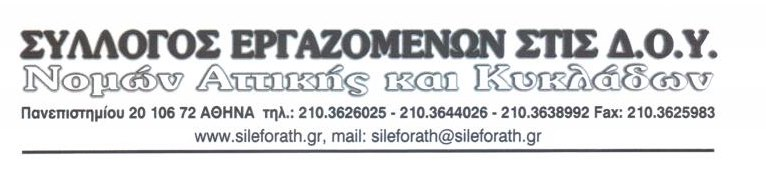 ΣΥΛΛΟΓΟΣ ΕΡΓΑΖΟΜΕΝΩΝ ΣΤΙΣ Δ.Ο.Υ.
Νομών Αττικής και Κυκλάδων
Πανεπιστημίου 20 106 72 ΑΘΗΝΑ τηλ.: 210.3626025 - 210.3644026 - 210.3638992 Fax: 210.3625983
www.sileforath.gr, mail: sileforath@sileforath.gr